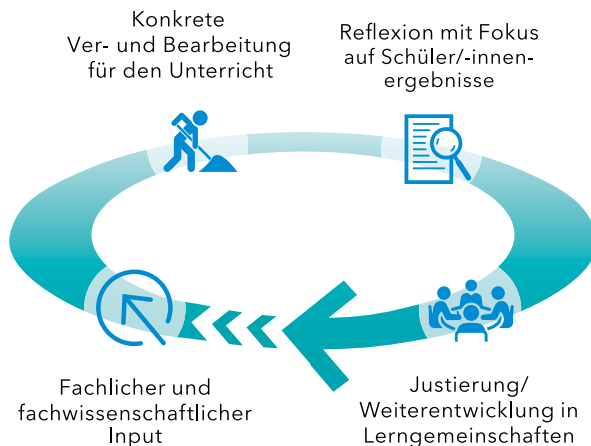 Konkrete
Ver- und Bearbeitung
für den Unterricht
Reflexion mit Fokus
auf Schüler/-innen-
ergebnisse
Fachlicher und
fachwissenschaftlicher
Input
Justierung/
Weiterentwicklung in
Lerngemeinschaften